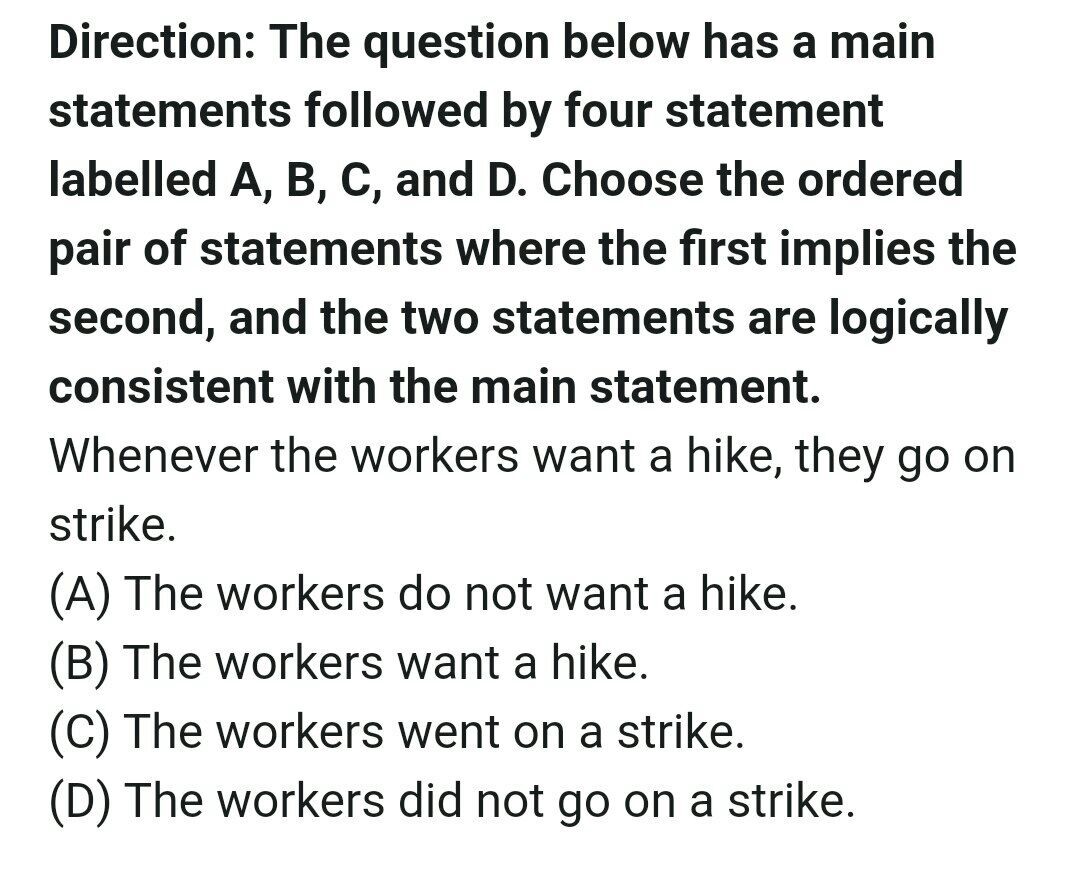 Direction: The question below has a main
statements followed by four statement
labelled A, B, C, and D. Choose the ordered
pair of statements where the first implies the
second, and the two statements are logically
consistent with the main statement.
Whenever the workers want a hike, they go on
strike.
(A) The workers do not want a hike.
(B) The workers want a hike.
(C) The workers went on a strike.
(D) The workers did not go on a strike.